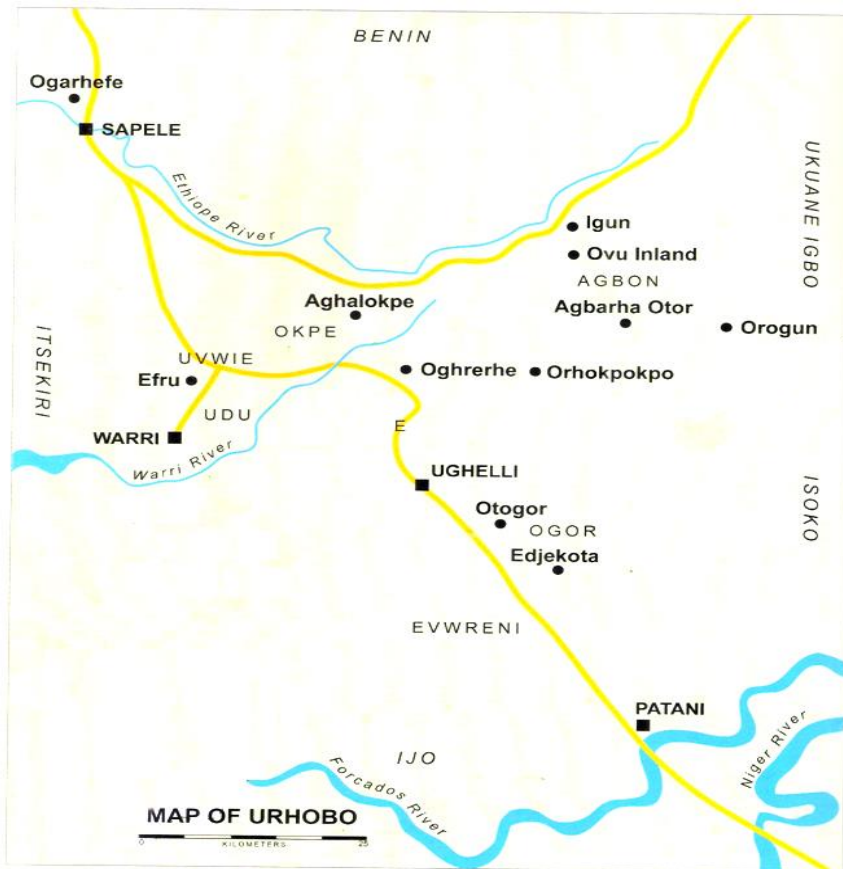 BENIN
Ogarhefe
SAPELE
Ethiope River
UKUANE IGBO
Igun
Ovu Inland
AGBON
Aghalokpe
Agbarha Otor
OKPE
Orogun
ITSEKIRI
UVWIE
Efru
Oghrerhe
Orhokpokpo
UDU
E
WARRI
Warri River
UGHELLI
ISOKO
Otogor
OGOR
Edjekota
EVWRENI
PATANI
Niger River
IJO
Forcados River
MAP OF URHOBO
0 25
KILOMETERS